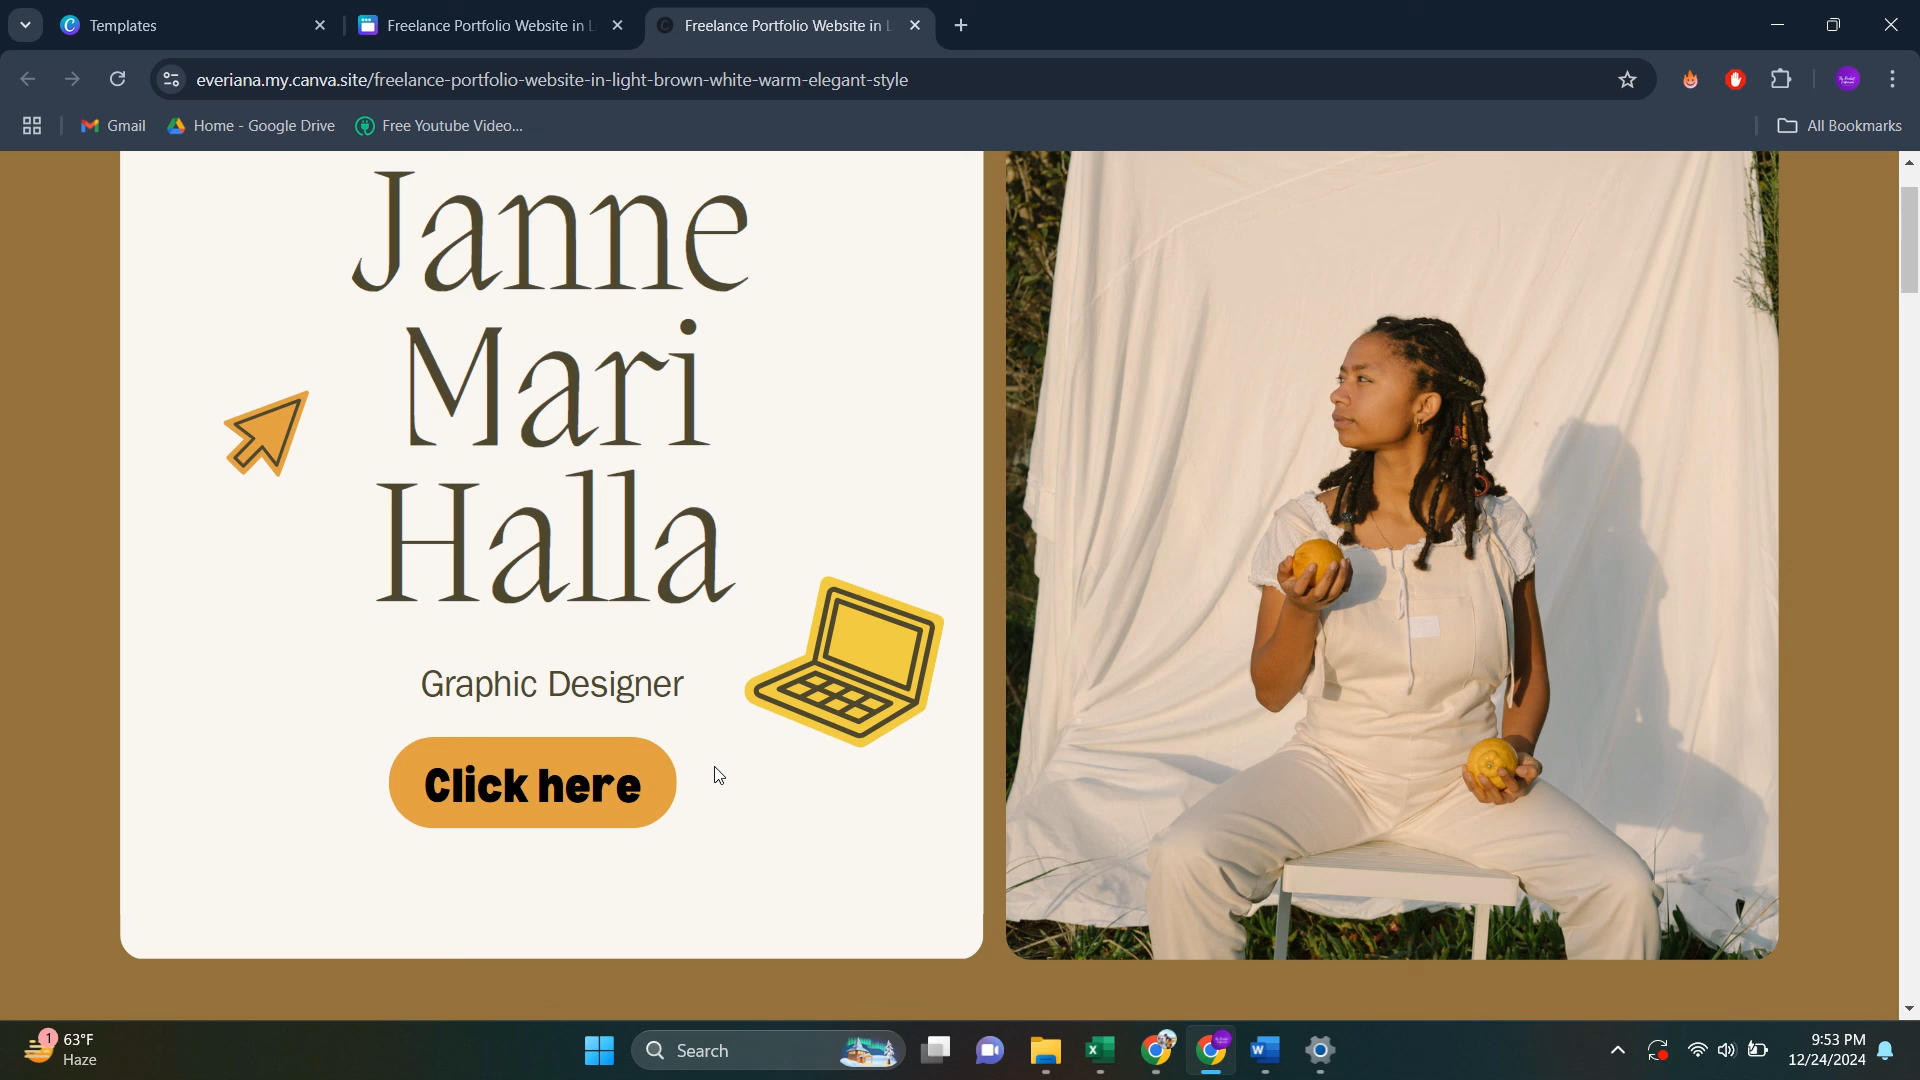 Templates
Freelance Portfolio Website in L
Freelance Portfolio Website in L
everiana.my.canva.site/freelance-portfolio-website-in-light-brown-white-warm-elegant-style
Gmail
Home - Google Drive
Free Youtube Video...
All Bookmarks
Janne
Mari
Halla
Graphic Designer
Click here
1
63°F
Haze
Search
9:53 PM
12/24/2024